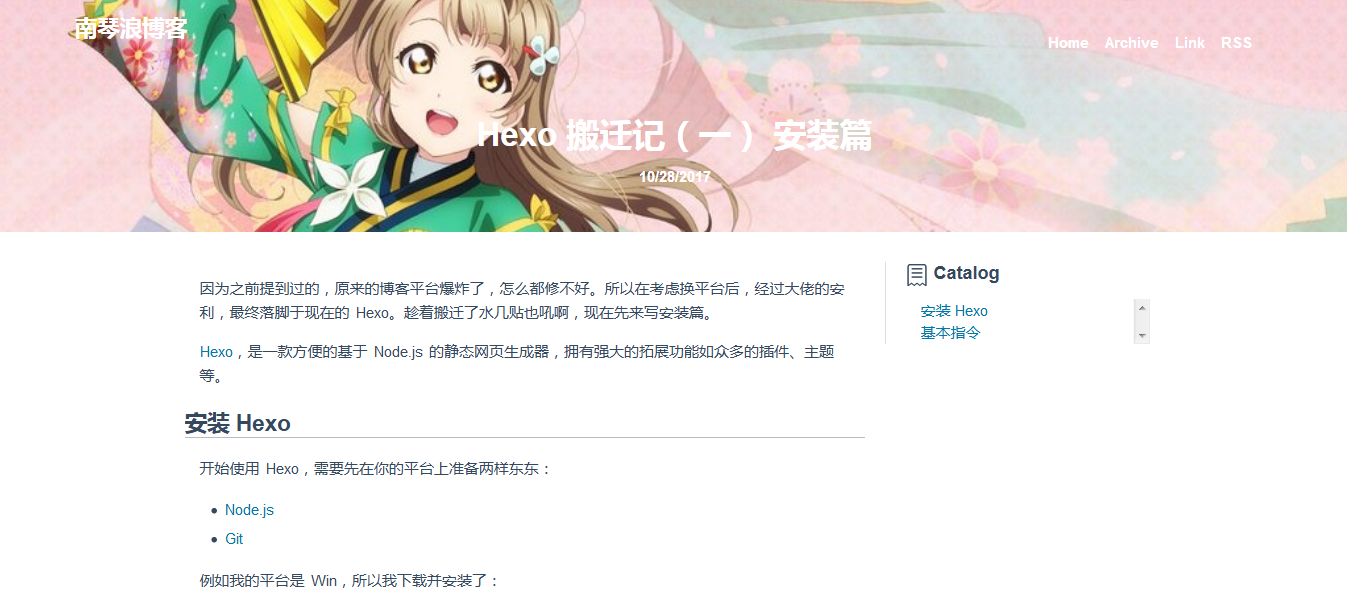 南琴浪博客
Home Archive Link RSS
Hexo 搬迁记（一） 安装篇
10/28/2017
因为之前提到过的，原来的博客平台爆炸了，怎么都修不好。所以在考虑换平台后，经过大佬的安
利，最终落脚于现在的 Hexo。趁着搬迁了水几贴也吼啊，现在先来写安装篇。
Hexo，是一款方便的基于 Node.js 的静态网页生成器，拥有强大的拓展功能如众多的插件、主题
等。
安装 Hexo
开始使用 Hexo，需要先在你的平台上准备两样东东：
Node.js
Git
例如我的平台是 Win，所以我下载并安装了：
Catalog
安装 Hexo
基本指令